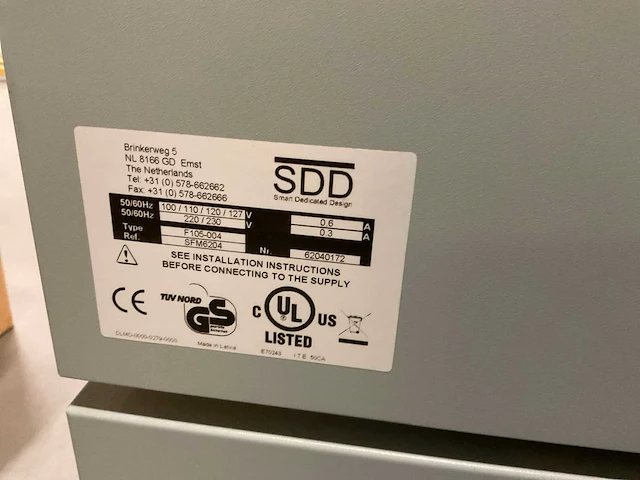 Brinkerweg 5
NL 8166 GD Emst
The Netherlands
Tel: +31 (0) 578-662662
Fax: +31 (0) 578-662666
SDD
Smart Dedicated Design
50/60Hz 100 / 110 / 120 / 127 V 0.6 A
50/60Hz 220 / 230 V 0.3 A
Type F105-004
Ref. SFM6204 Nr. 62040172
SEE INSTALLATION INSTRUCTIONS
BEFORE CONNECTING TO THE SUPPLY
CE
TÜV NORD
GS
geprüfte
Sicherheit
C UL US
LISTED
Made in Latvia
E70243 I.T.E. 50CA